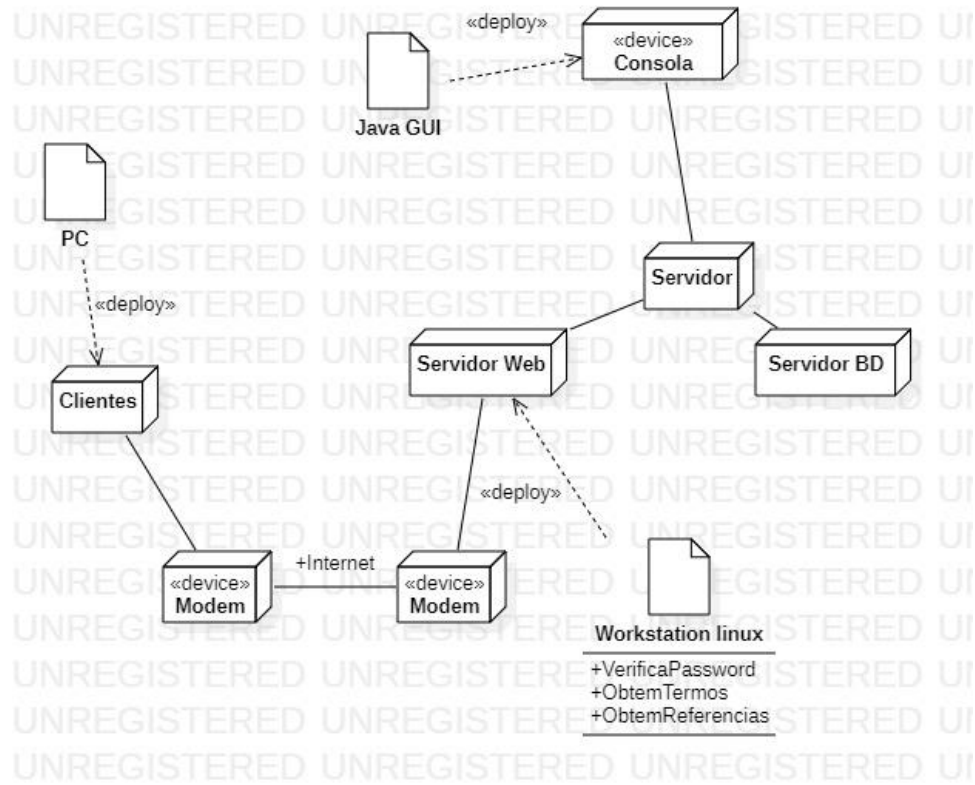 «deploy»
«device»
Consola
Java GUI
PC
Servidor
«deploy»
Servidor Web
Servidor BD
Clientes
«deploy»
+Internet
«device»
Modem
«device»
Modem
Workstation linux
+VerificaPassword
+ObtemTermos
+ObtemReferencias
UNREGISTERED